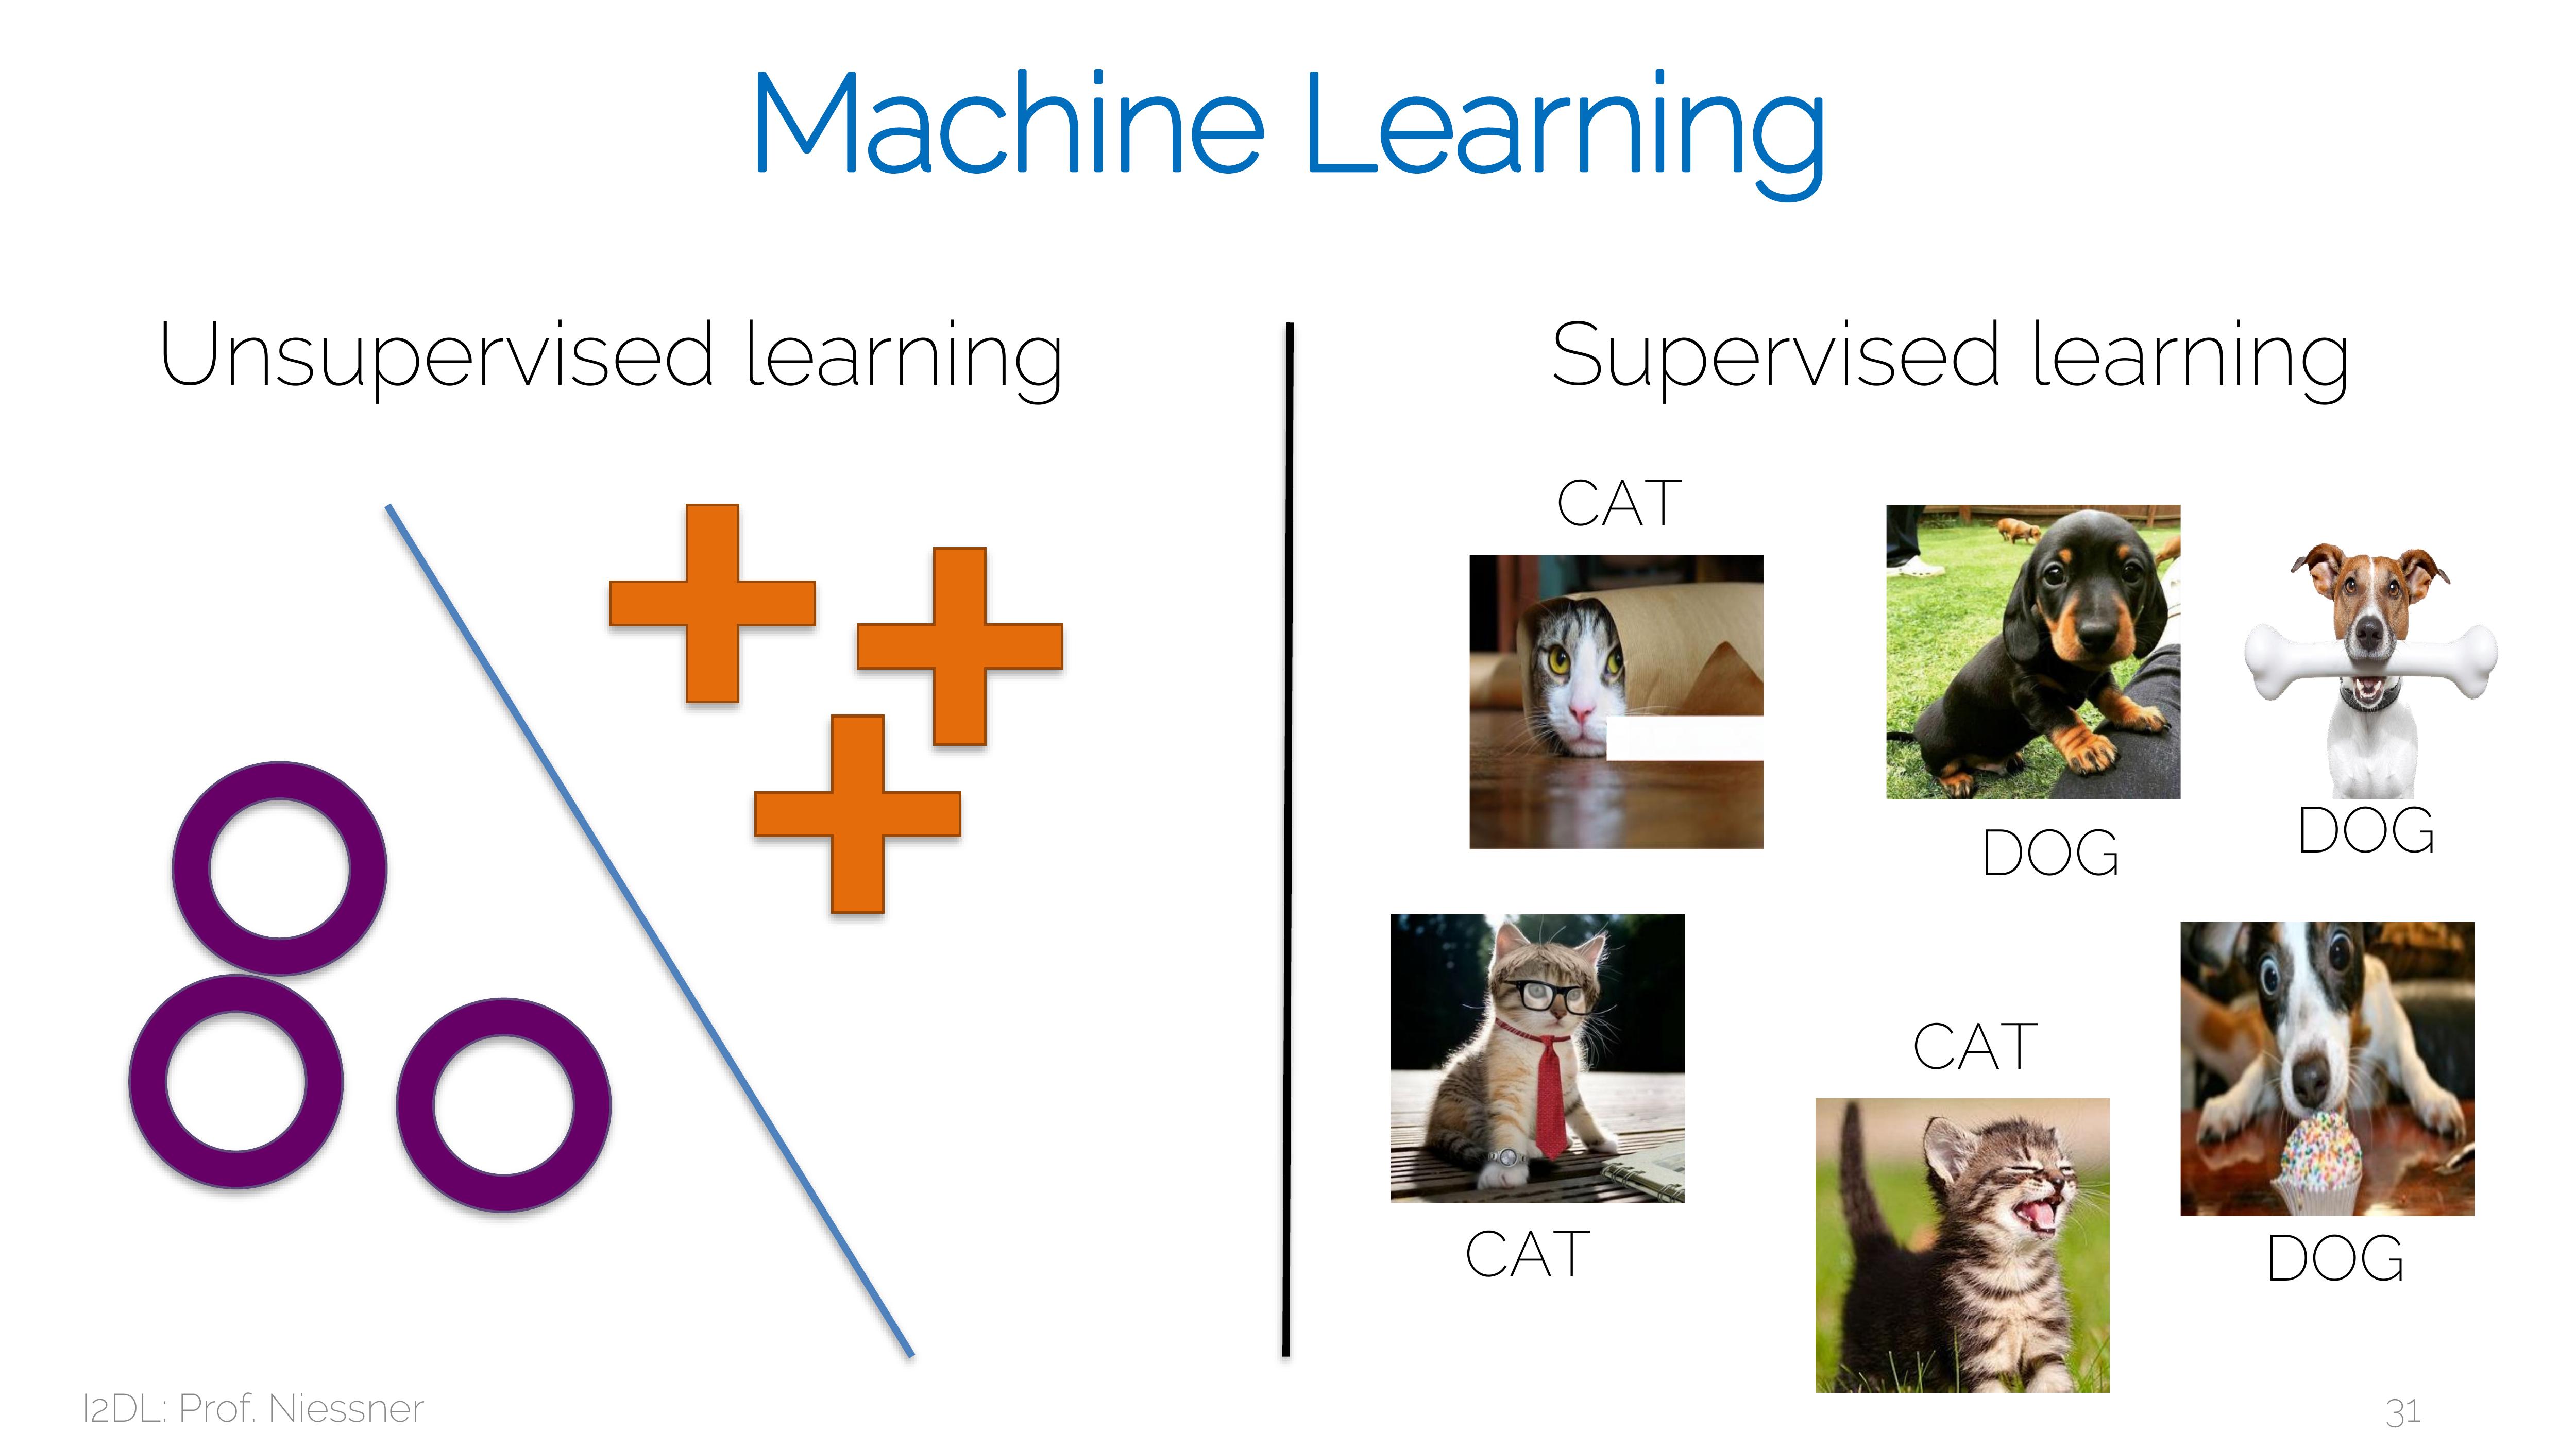 Machine Learning
Unsupervised learning
Supervised learning
CAT
DOG
DOG
CAT
CAT
DOG
I2DL: Prof. Niessner
31